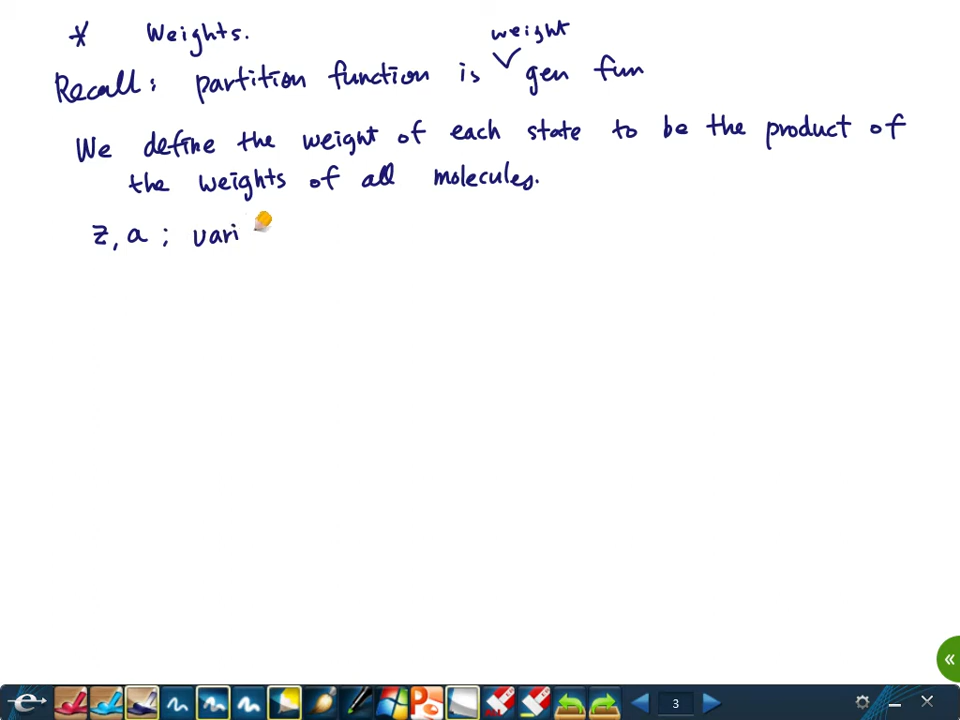 * Weights.
weight
Recall: partition function is ✓ gen fun
We define the weight of each state to be the product of
the weights of all molecules.
z, a ; vari
3